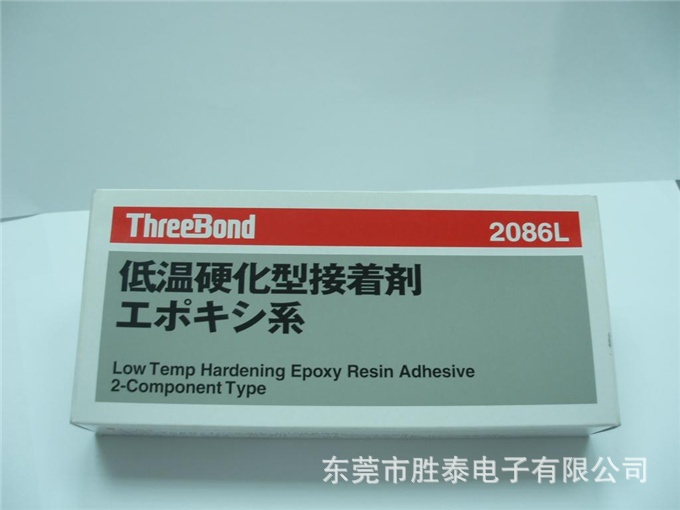 ThreeBond 2086L
低温硬化型接着剤
エポキシ系
Low Temp Hardening Epoxy Resin Adhesive
2-Component Type
东莞市胜泰电子有限公司